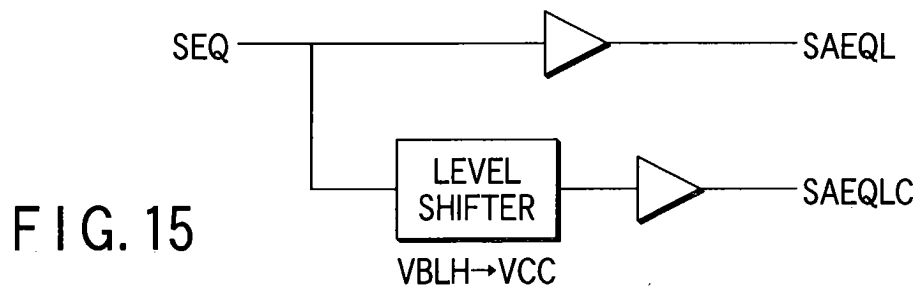 SEQ
SAEQL
LEVEL
SHIFTER
SAEQLC
VBLH→VCC
FIG. 15